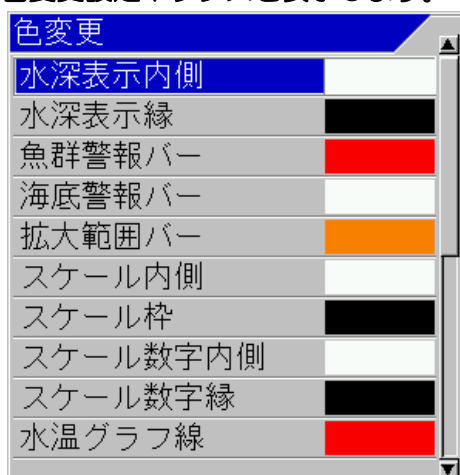 色変更
水深表示内側
水深表示縁
魚群警報バー
海底警報バー
拡大範囲バー
スケール内側
スケール枠
スケール数字内側
スケール数字縁
水温グラフ線